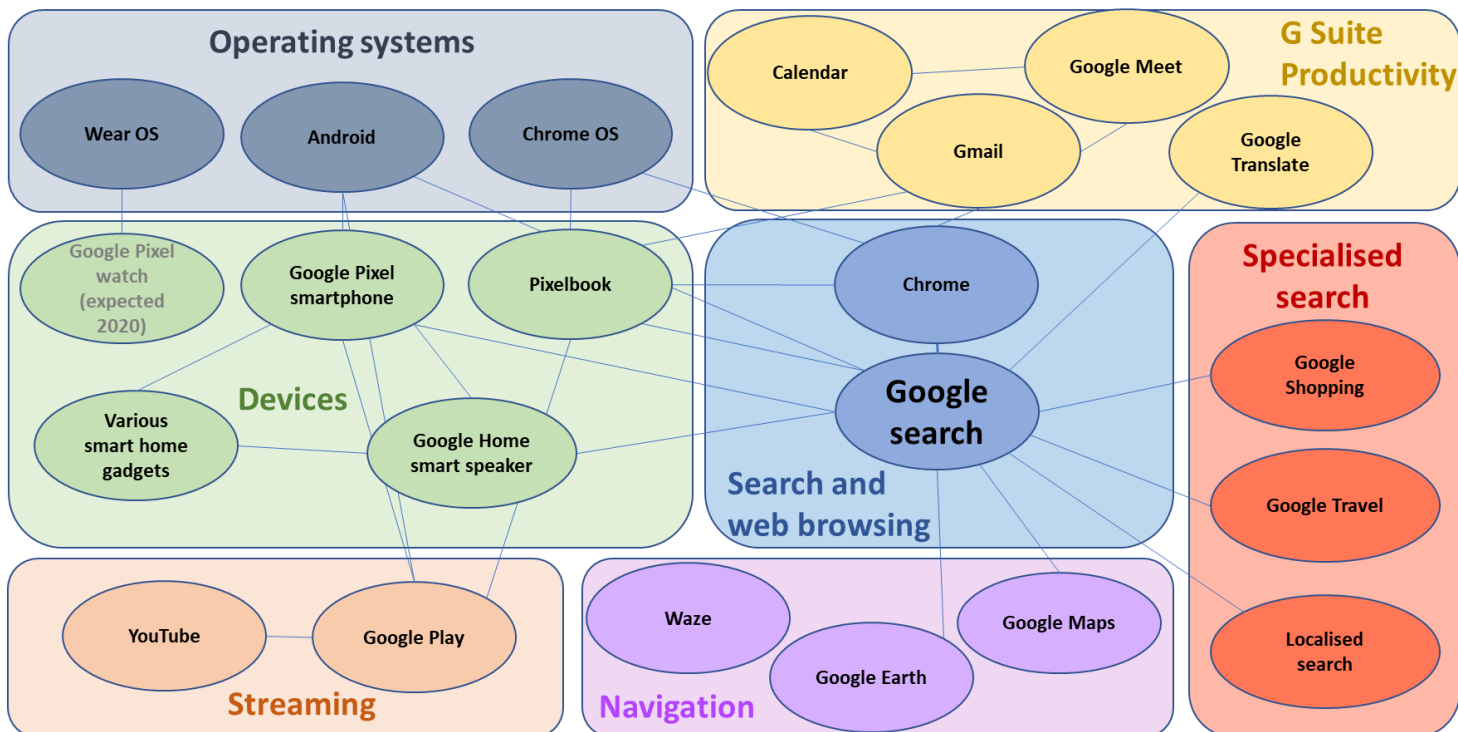 Operating systems
Wear OS
Android
Chrome OS
G Suite
Productivity
Calendar
Google Meet
Gmail
Google
Translate
Devices
Google Pixel
watch
(expected
2020)
Google Pixel
smartphone
Pixelbook
Various
smart home
gadgets
Google Home
smart speaker
Chrome
Google
search
Search and
web browsing
Specialised
search
Google
Shopping
Google Travel
Localised
search
YouTube
Google Play
Streaming
Waze
Google Earth
Google Maps
Navigation